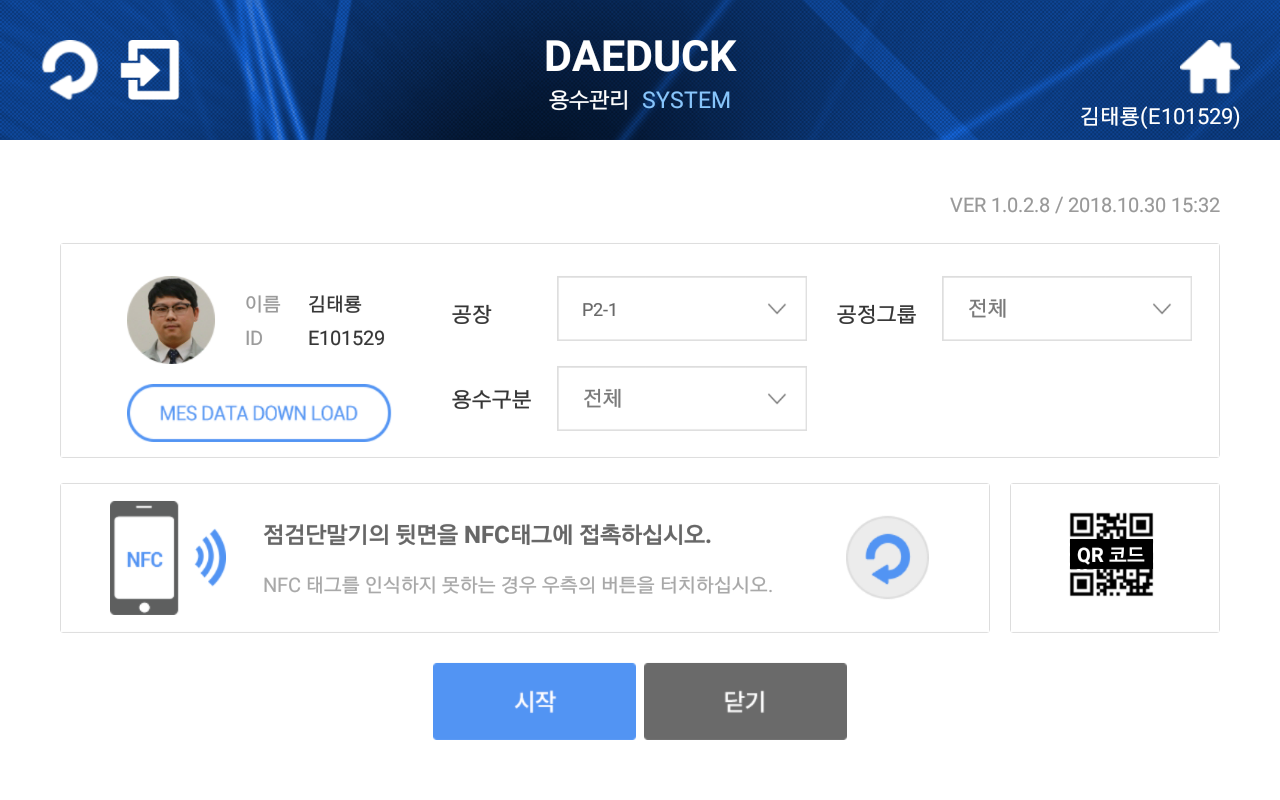 DAEDUCK
용수관리 SYSTEM
김태룡(E101529)
VER 1.0.2.8 / 2018.10.30 15:32
이름 김태룡
ID E101529
MES DATA DOWN LOAD
공장 P2-1
공정그룹 전체
용수구분 전체
NFC
점검단말기의 뒷면을 NFC태그에 접촉하십시오.
NFC 태그를 인식하지 못하는 경우 우측의 버튼을 터치하십시오.
QR 코드
시작
닫기